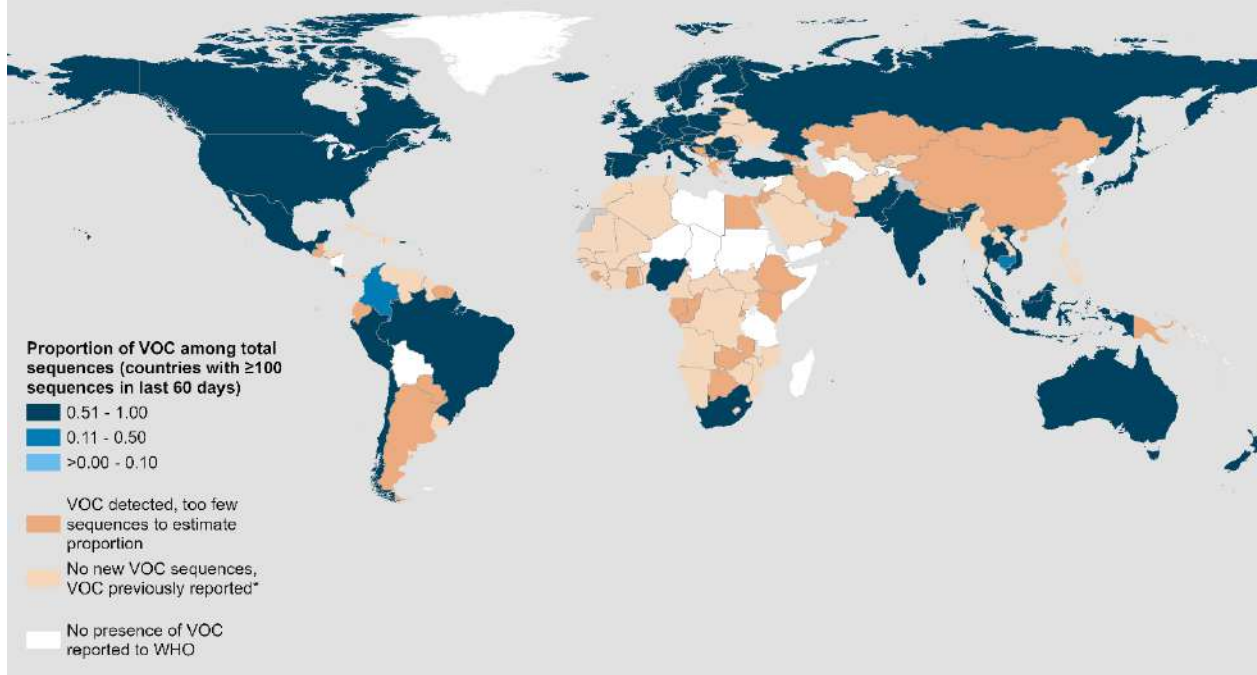 Proportion of VOC among total
sequences (countries with ≥100
sequences in last 60 days)
0.51 - 1.00
0.11 - 0.50
>0.00 - 0.10
VOC detected, too few
sequences to estimate
proportion
No new VOC sequences,
VOC previously reported*
No presence of VOC
reported to WHO